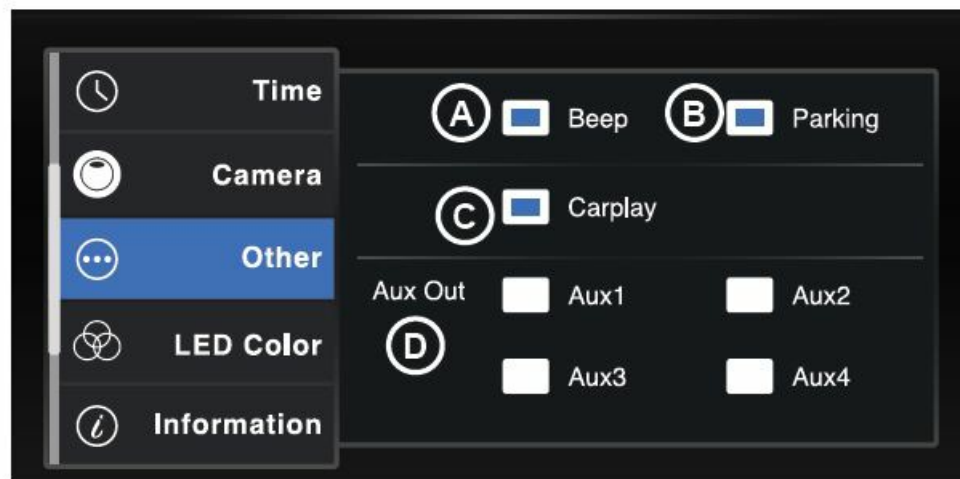 Time
Camera
Other
LED Color
Information
A Beep B Parking
C Carplay
Aux Out Aux1 Aux2
D
Aux3 Aux4